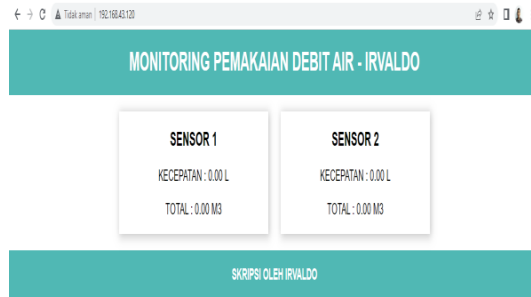 Tidak aman | 192.168.43.120
MONITORING PEMAKAIAN DEBIT AIR - IRVALDO
SENSOR 1
KECEPATAN : 0.00 L
TOTAL : 0.00 M3
SENSOR 2
KECEPATAN : 0.00 L
TOTAL : 0.00 M3
SKRIPSI OLEH IRVALDO